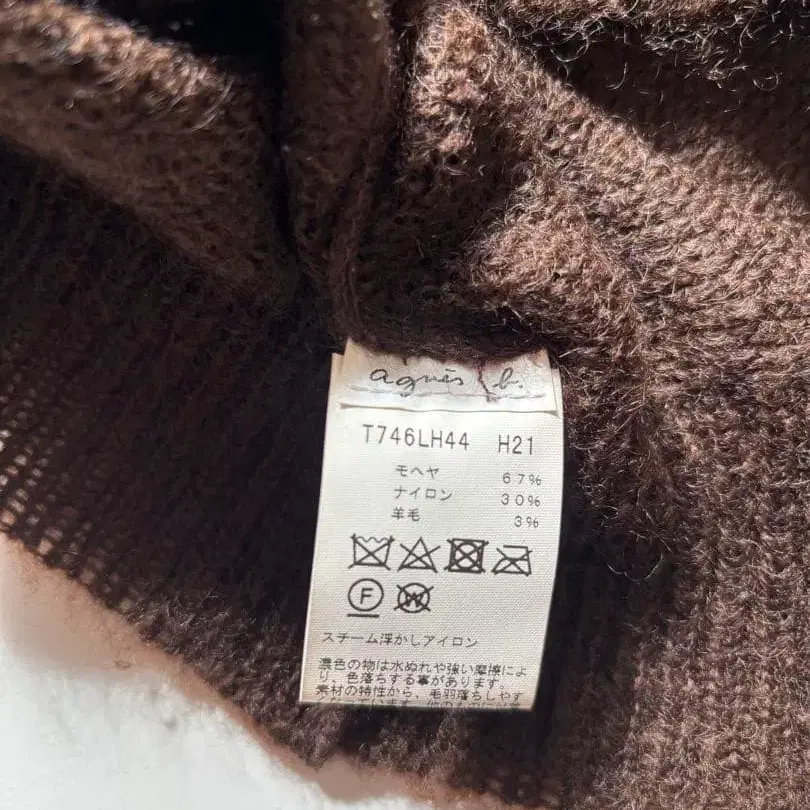 agnès b.
T746LH44 H21
モヘヤ 67%
ナイロン 30%
羊毛 3%
F
W
スチーム浮かしアイロン
濃色の物は水ぬれや強い摩擦によ
り、色落ちする事があります。
素材の特性から、毛羽落ちしやす